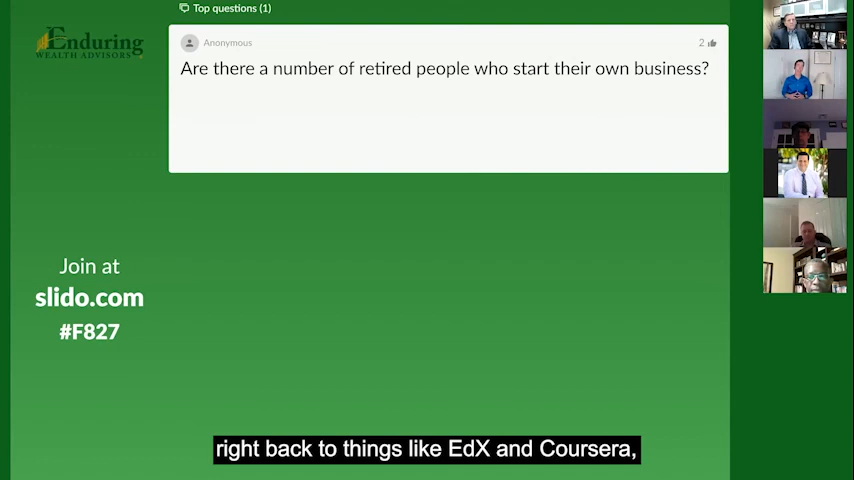 Top questions (1)
Enduring
WEALTH ADVISORS
Anonymous
2
Are there a number of retired people who start their own business?
Join at
slido.com
#F827
right back to things like EdX and Coursera,